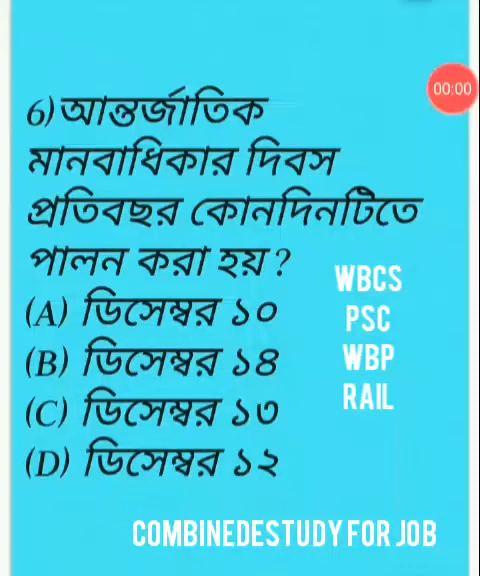 00:00
6) আন্তর্জাতিক
মানবাধিকার দিবস
প্রতিবছর কোনদিনটিতে
পালন করা হয় ?
(A) ডিসেম্বর ১০
(B) ডিসেম্বর ১৪
(C) ডিসেম্বর ১৩
(D) ডিসেম্বর ১২
WBCS
PSC
WBP
RAIL
COMBINEDESTUDY FOR JOB